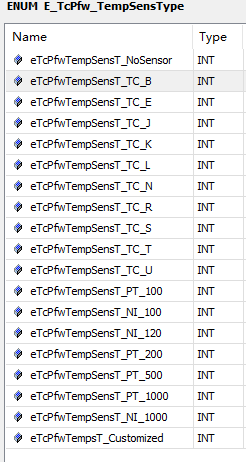 ENUM E_TcPfw_TempSensType
Name Type
eTcPfwTempSensT_NoSensor INT
eTcPfwTempSensT_TC_B INT
eTcPfwTempSensT_TC_E INT
eTcPfwTempSensT_TC_J INT
eTcPfwTempSensT_TC_K INT
eTcPfwTempSensT_TC_L INT
eTcPfwTempSensT_TC_N INT
eTcPfwTempSensT_TC_R INT
eTcPfwTempSensT_TC_S INT
eTcPfwTempSensT_TC_T INT
eTcPfwTempSensT_TC_U INT
eTcPfwTempSensT_PT_100 INT
eTcPfwTempSensT_NI_100 INT
eTcPfwTempSensT_NI_120 INT
eTcPfwTempSensT_PT_200 INT
eTcPfwTempSensT_PT_500 INT
eTcPfwTempSensT_PT_1000 INT
eTcPfwTempSensT_NI_1000 INT
eTcPfwTempsT_Customized INT